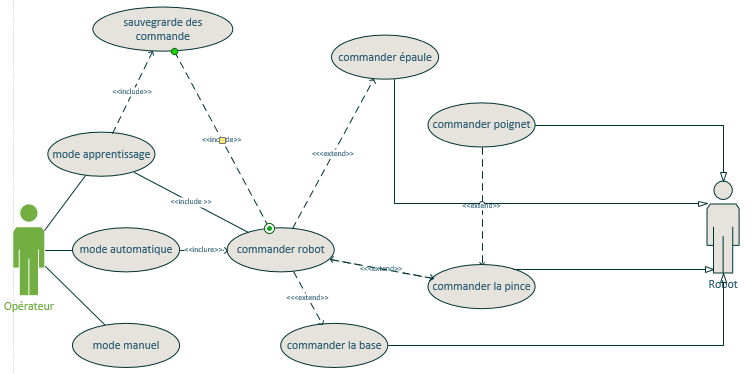 sauvegrarde des
commande
commander épaule
<<include>>
commander poignet
<<include>>
mode apprentissage
<<<extend>>
<<include >>
<<extend>>
mode automatique
<<inclure>>
commander robot
<<extend>>
commander la pince
Robot
<<<extend>>
Opérateur
mode manuel
commander la base